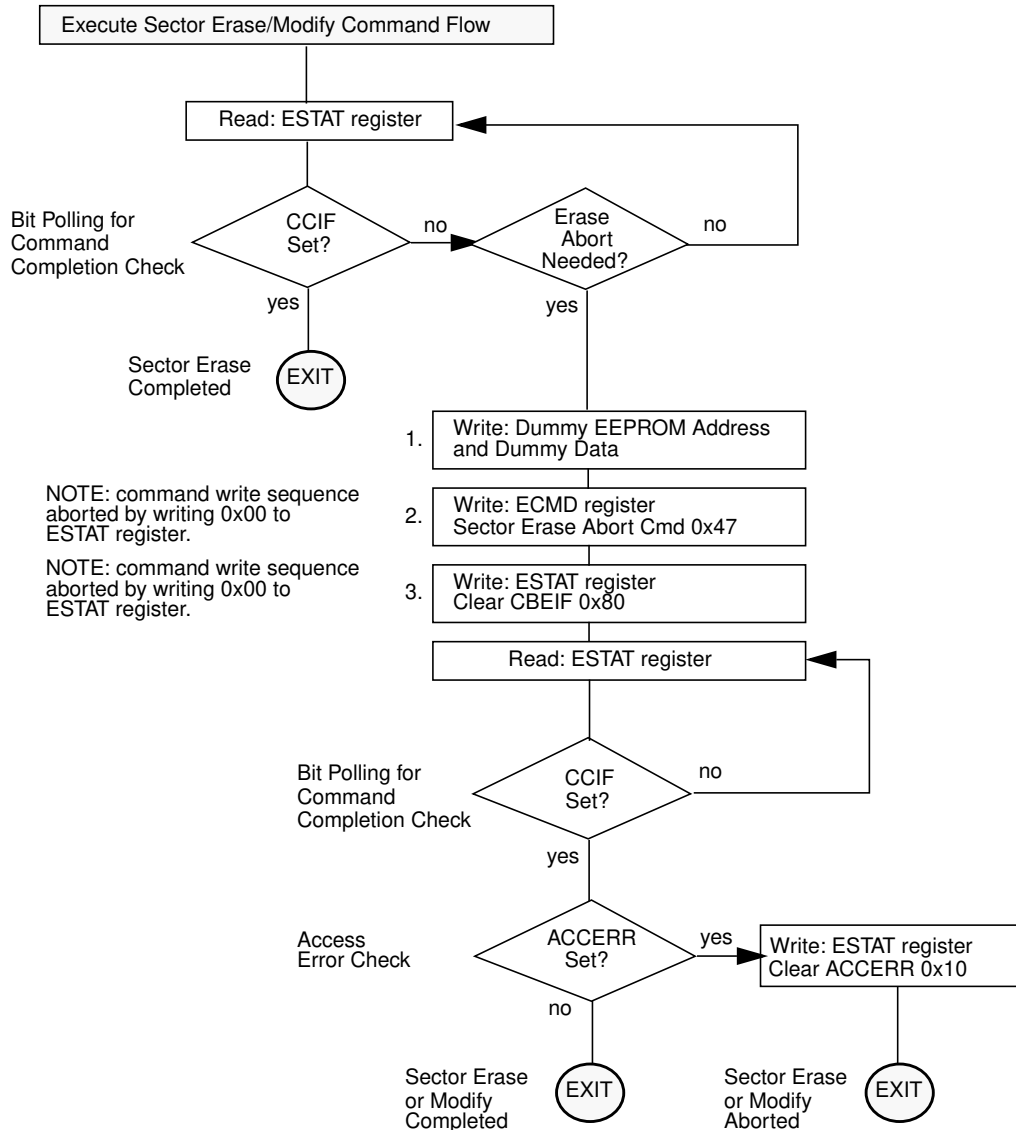 Execute Sector Erase/Modify Command Flow
Read: ESTAT register
Bit Polling for
Command
Completion Check
CCIF
Set?
no
Erase
Abort
Needed?
no
yes
yes
Sector Erase
Completed
EXIT
1.
Write: Dummy EEPROM Address
and Dummy Data
NOTE: command write sequence
aborted by writing 0x00 to
ESTAT register.
2.
Write: ECMD register
Sector Erase Abort Cmd 0x47
NOTE: command write sequence
aborted by writing 0x00 to
ESTAT register.
3.
Write: ESTAT register
Clear CBEIF 0x80
Read: ESTAT register
Bit Polling for
Command
Completion Check
CCIF
Set?
no
yes
Access
Error Check
ACCERR
Set?
yes
Write: ESTAT register
Clear ACCERR 0x10
no
Sector Erase
or Modify
Completed
EXIT
Sector Erase
or Modify
Aborted
EXIT